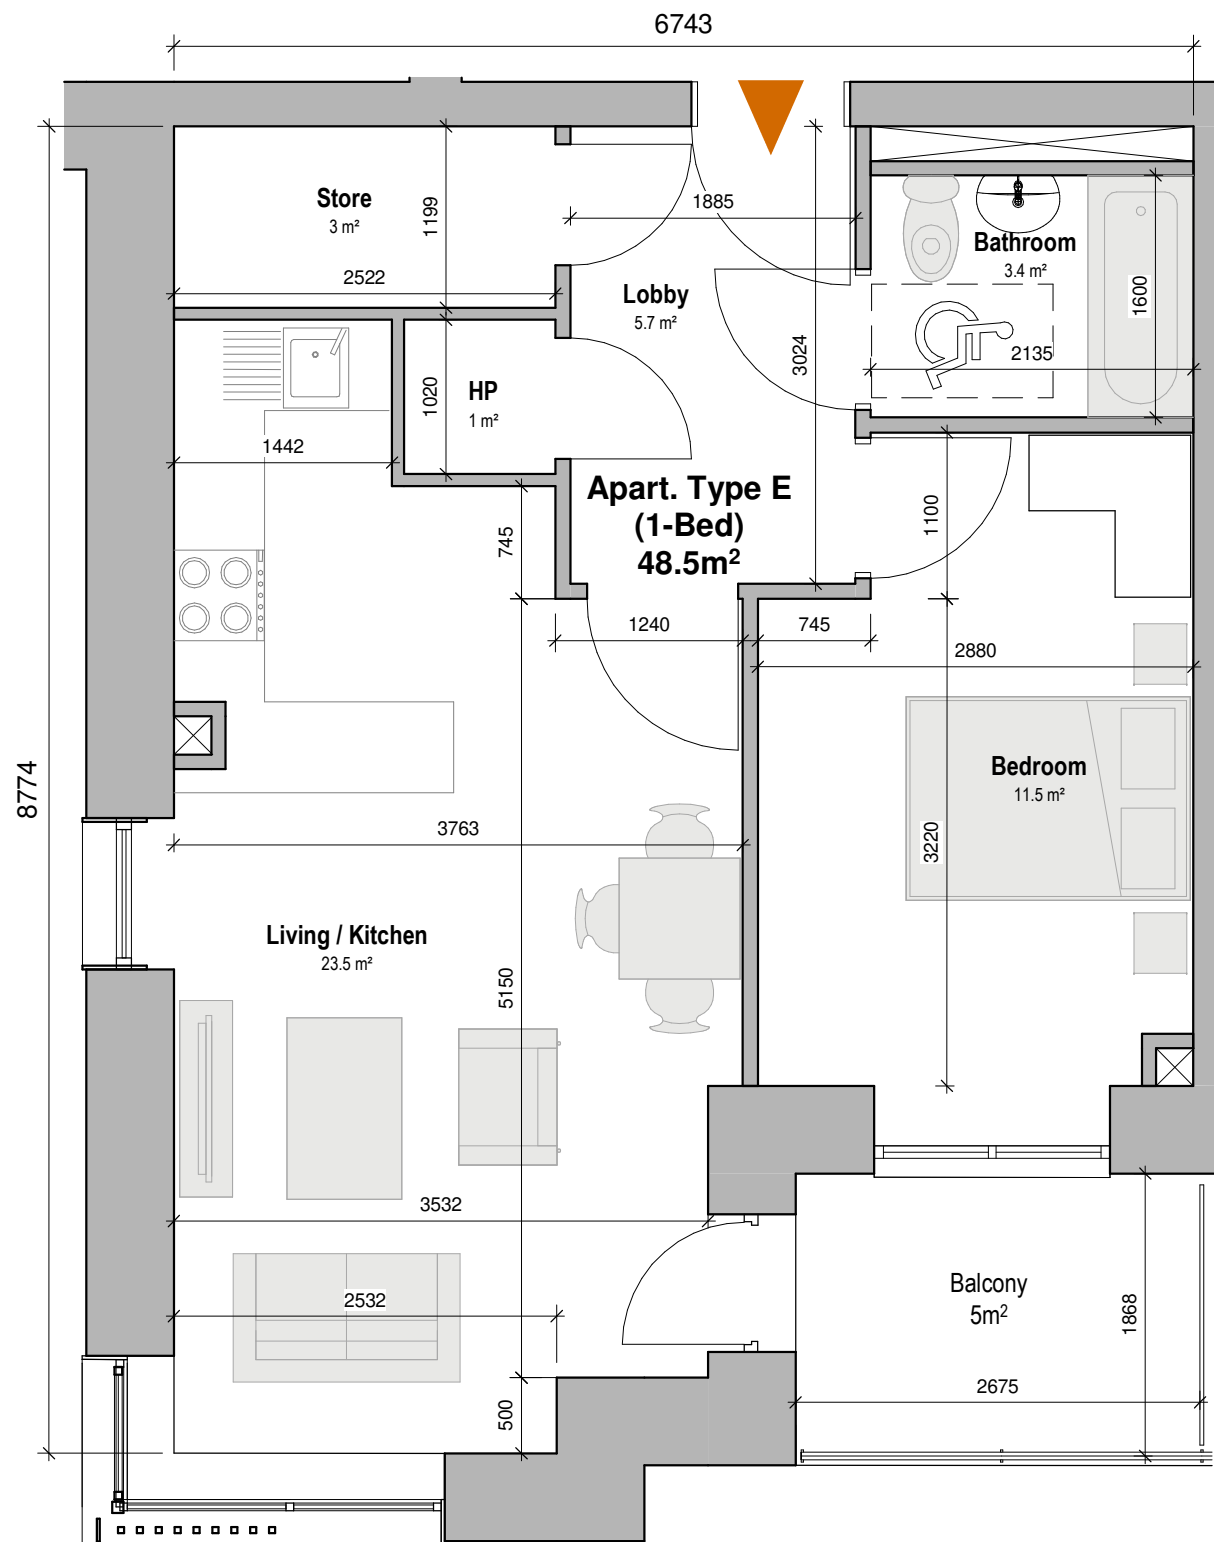 6743
Store
3 m²
1199
2522
1885
Bathroom
3.4 m²
1600
Lobby
5.7 m²
3024
2135
HP
1 m²
1020
1442
Apart. Type E
(1-Bed)
48.5m²
745
1100
1240
745
2880
Bedroom
11.5 m²
8774
3763
3220
Living / Kitchen
23.5 m²
5150
3532
2532
Balcony
5m²
1868
2675
500